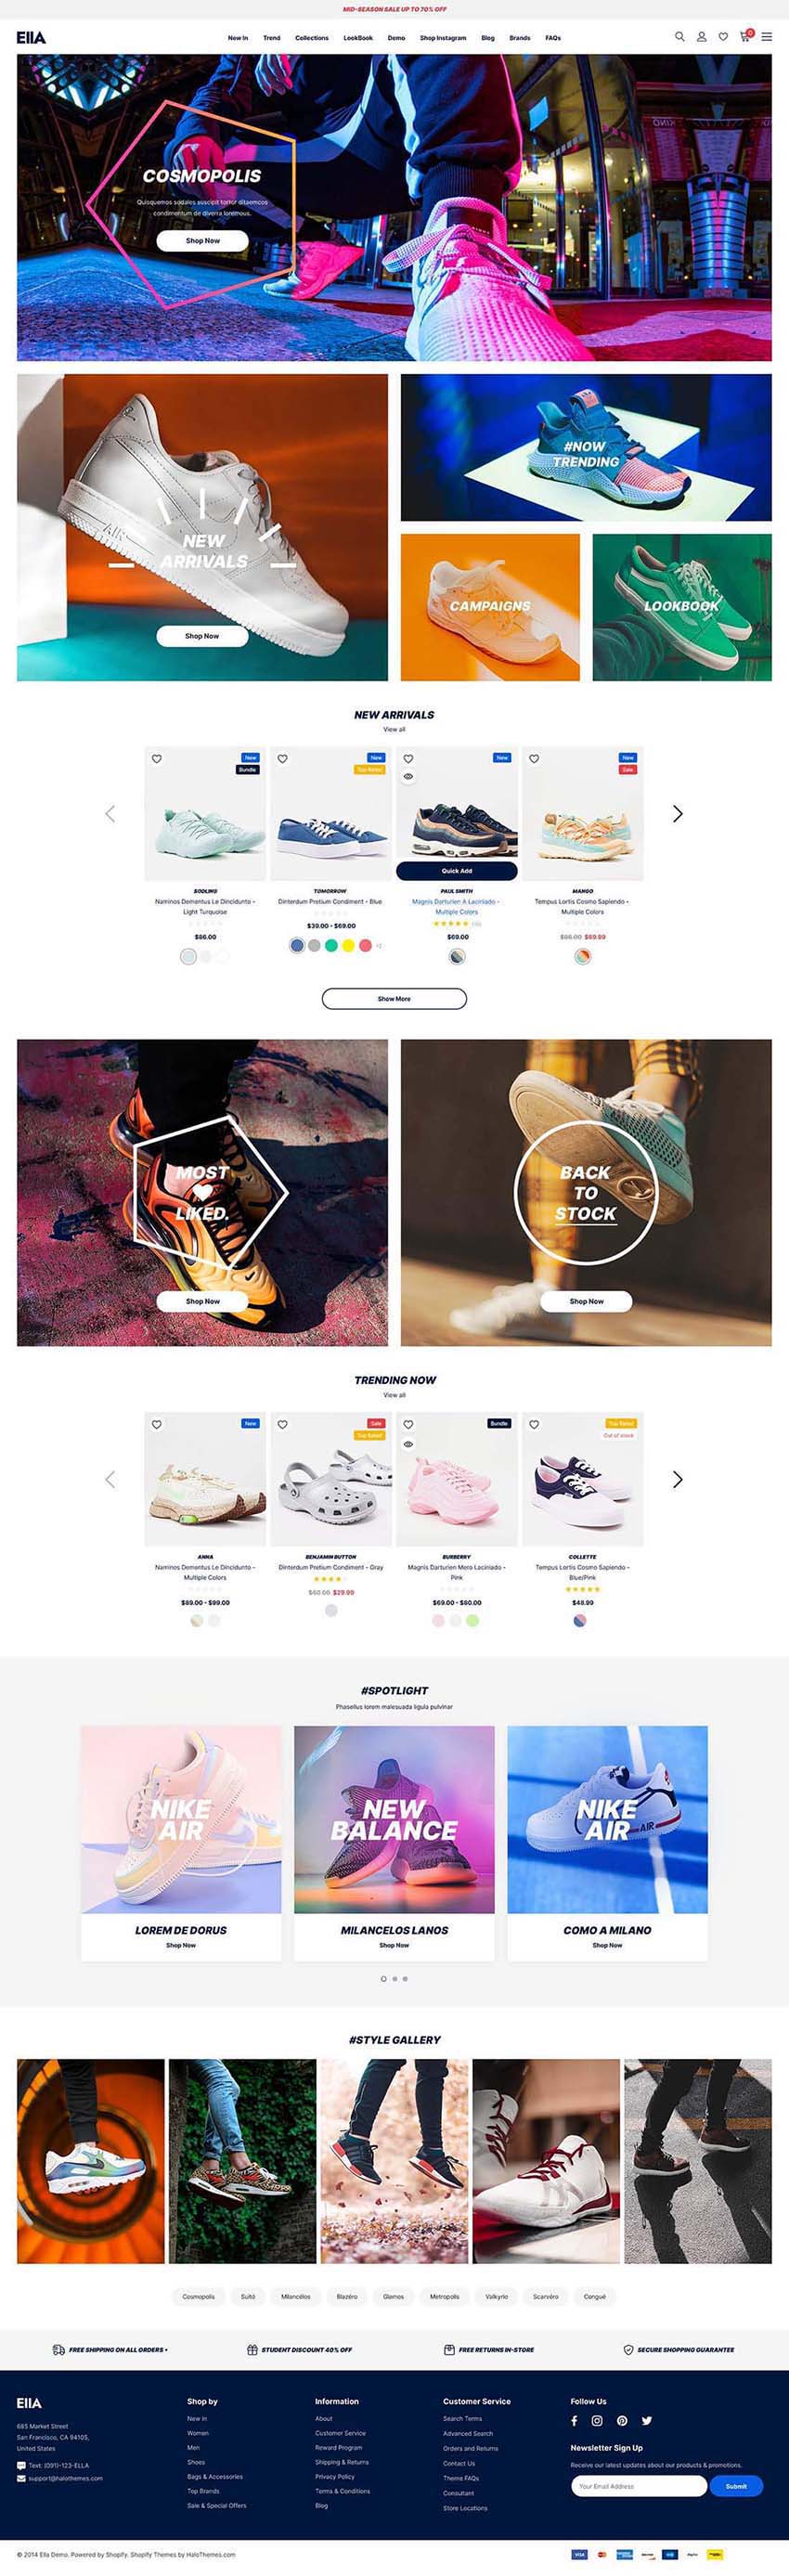 MID-SEASON SALE UP TO 70% OFF
EllA
New In Trend Collections LookBook Demo Shop Instagram Blog Brands FAQs
0
COSMOPOLIS
Quisquemos sodales suscipit tortor ditaemcos
condimentum de diverra loremous.
Shop Now
NEW
ARRIVALS
Shop Now
#NOW
TRENDING
CAMPAIGNS
LOOKBOOK
NEW ARRIVALS
View all
New
Bundle
New
Top Rated
New
New
Sale
Quick Add
SODLING
Naminos Dementus Le Dincidunto -
Light Turquoise
$86.00
TOMORROW
Dinterdum Pretium Condiment - Blue
$39.00 - $69.00
+2
PAUL SMITH
Magnis Darturien A Laciniado -
Multiple Colors
$69.00
MANGO
Tempus Lortis Cosmo Sapiendo -
Multiple Colors
$86.00 $69.99
Show More
MOST
LIKED.
Shop Now
BACK
TO
STOCK
Shop Now
TRENDING NOW
View all
New
Sale
Top Rated
Bundle
Top Rated
Out of stock
ANNA
Naminos Dementus Le Dincidunto -
Multiple Colors
$89.00 - $99.00
BENJAMIN BUTTON
Dinterdum Pretium Condiment - Gray
$60.00 $29.99
BURBERRY
Magnis Darturien Mero Laciniado -
Pink
$69.00 - $80.00
COLLETTE
Tempus Lortis Cosmo Sapiendo -
Blue/Pink
$48.99
#SPOTLIGHT
Phasellus lorem malesuada ligula pulvinar
NIKE
AIR
NEW
BALANCE
NIKE
AIR
AIR
LOREM DE DORUS
Shop Now
MILANCELOS LANOS
Shop Now
COMO A MILANO
Shop Now
#STYLE GALLERY
Cosmopolis Suitó Milancélos Blazéro Glamos Metropolis Valkyrio Scarvéro Congué
FREE SHIPPING ON ALL ORDERS* STUDENT DISCOUNT 40% OFF FREE RETURNS IN-STORE SECURE SHOPPING GUARANTEE
EllA
685 Market Street
San Francisco, CA 94105,
United States
Text: (091)-123-ELLA
support@halothemes.com
Shop by
New In
Women
Men
Shoes
Bags & Accessories
Top Brands
Sale & Special Offers
Information
About
Customer Service
Reward Program
Shipping & Returns
Privacy Policy
Terms & Conditions
Blog
Customer Service
Search Terms
Advanced Search
Orders and Returns
Contact Us
Theme FAQs
Consultant
Store Locations
Follow Us
Newsletter Sign Up
Receive our latest updates about our products & promotions.
Your Email Address
Submit
© 2014 Ella Demo. Powered by Shopify. Shopify Themes by HaloThemes.com
VISA